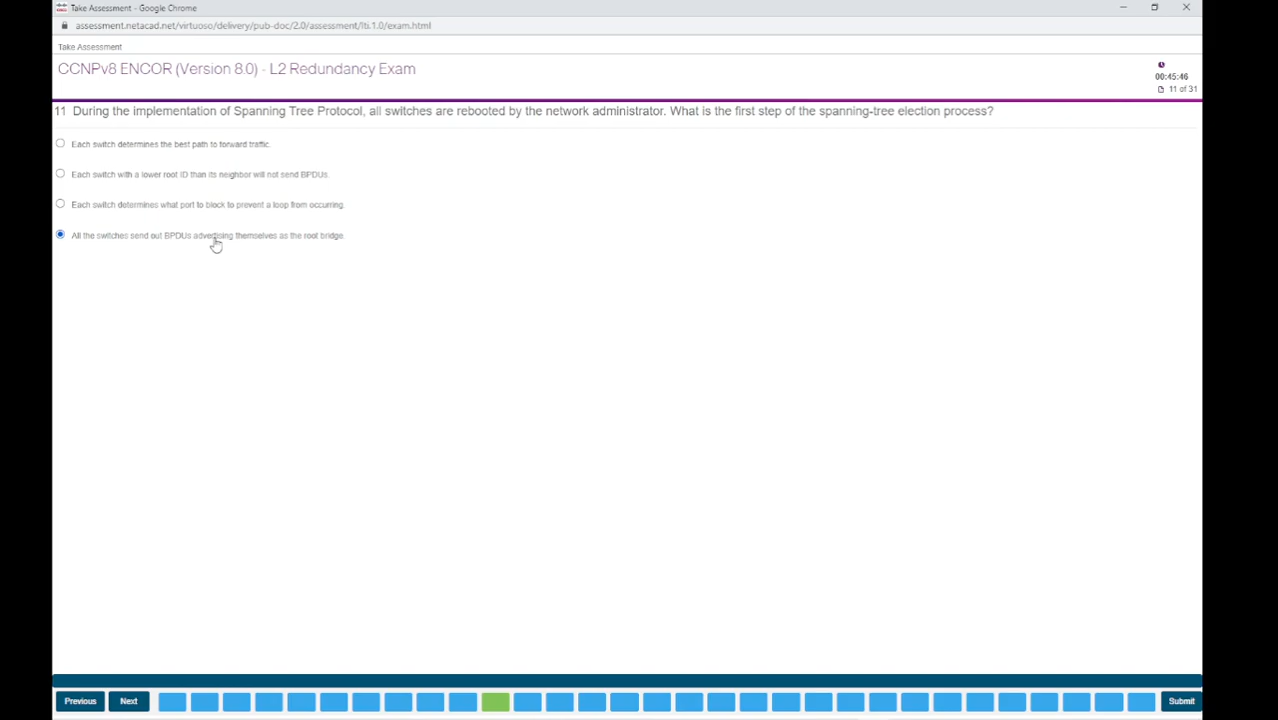 Take Assessment - Google Chrome
assessment.netacad.net/virtuoso/delivery/pub-doc/2.0/assessment/lti.1.0/exam.html
Take Assessment
CCNPv8 ENCOR (Version 8.0) - L2 Redundancy Exam
00:45:46
11 of 31
11 During the implementation of Spanning Tree Protocol, all switches are rebooted by the network administrator. What is the first step of the spanning-tree election process?
Each switch determines the best path to forward traffic.
Each switch with a lower root ID than its neighbor will not send BPDUs.
Each switch determines what port to block to prevent a loop from occurring.
All the switches send out BPDUs advertising themselves as the root bridge.
Previous Next Submit